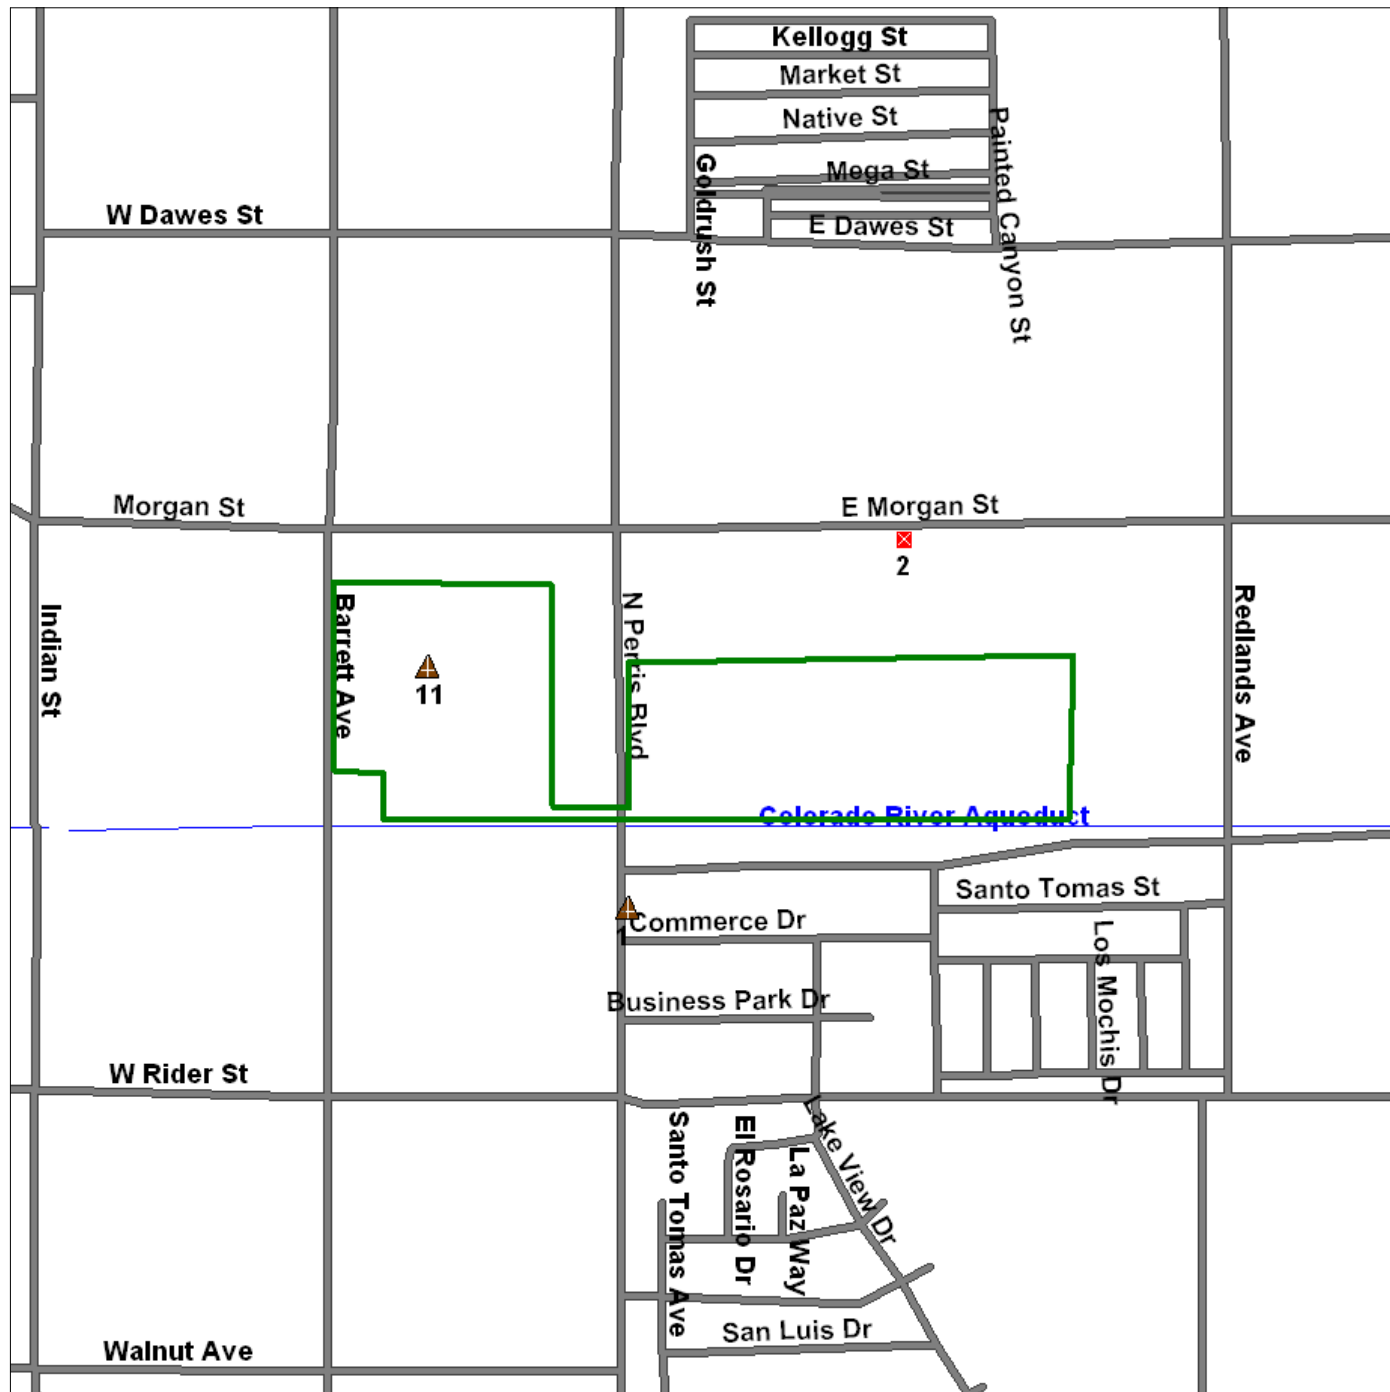 Kellogg St
Market St
Native St
Mega St
Goldrush St
Painted Canyon St
W Dawes St
E Dawes St
Morgan St
E Morgan St
2
Indian St
Barrett Ave
N Perris Blvd
Redlands Ave
11
Colorado River Aqueduct
Santo Tomas St
1
Commerce Dr
Los Mochis Dr
Business Park Dr
W Rider St
Santo Tomas Ave
El Rosario Dr
La Paz Way
Lake View Dr
San Luis Dr
Walnut Ave